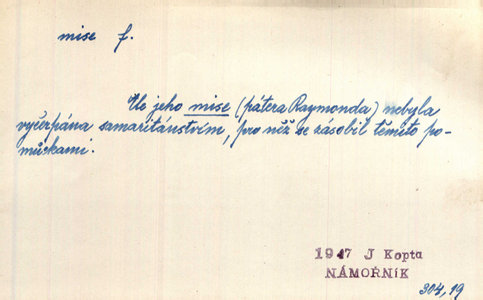 mise f.
Ale jeho mise (pátera Raymonda) nebyla
vyčerpána samaritánstvím, pro něž se zásobil těmito po-
můckami.
1947 J Kopta
NÁMOŘNÍK
304, 19